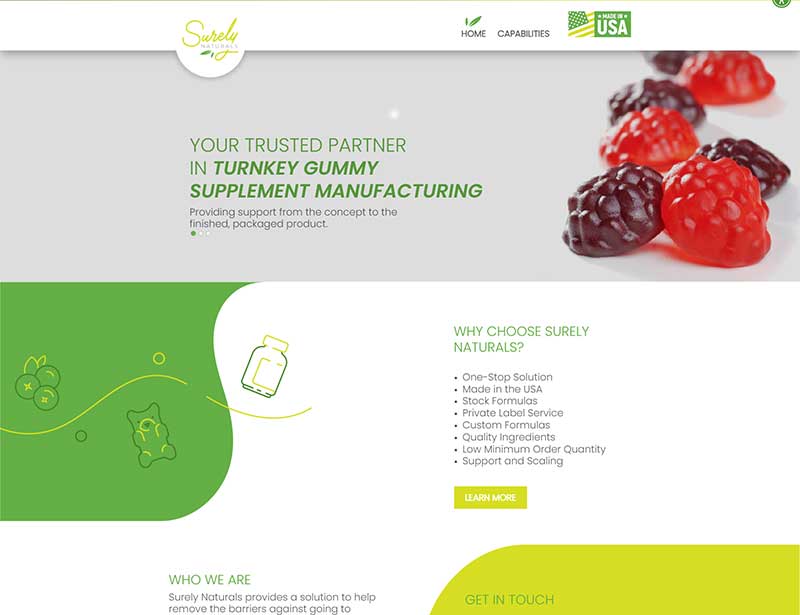 Surely
NATURALS
HOME
CAPABILITIES
MADE IN
USA
YOUR TRUSTED PARTNER
IN TURNKEY GUMMY
SUPPLEMENT MANUFACTURING
Providing support from the concept to the
finished, packaged product.
WHY CHOOSE SURELY
NATURALS?
• One-Stop Solution
• Made in the USA
• Stock Formulas
• Private Label Service
• Custom Formulas
• Quality Ingredients
• Low Minimum Order Quantity
• Support and Scaling
LEARN MORE
WHO WE ARE
Surely Naturals provides a solution to help
remove the barriers against going to
GET IN TOUCH